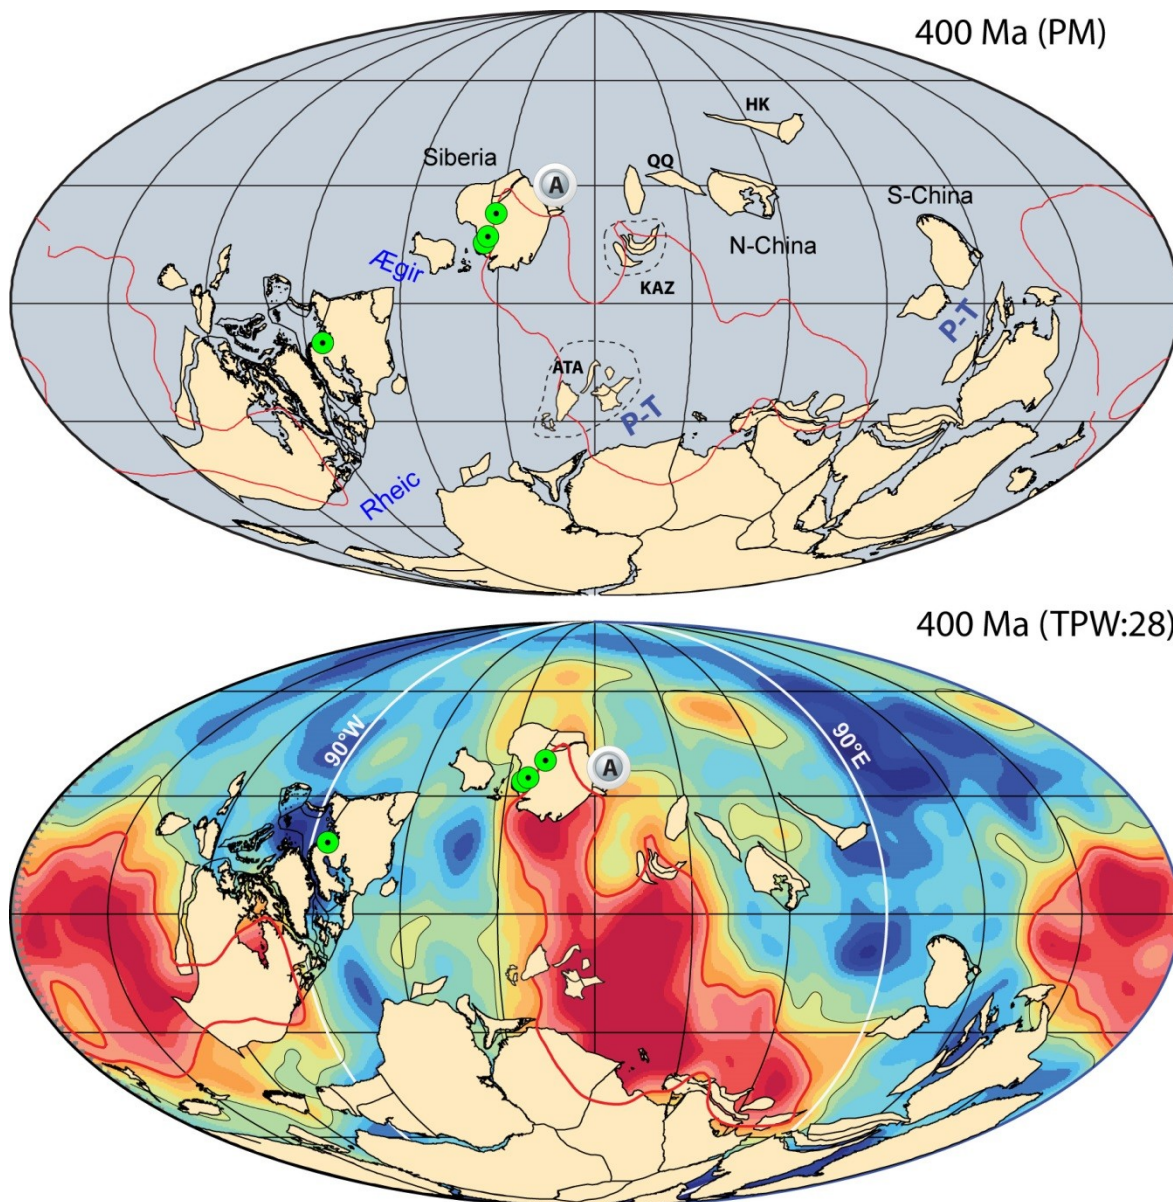 400 Ma (PM)
HK
Siberia
A
QQ
S-China
N-China
Ægir
KAZ
P-T
ATA
P-T
Rheic
400 Ma (TPW:28)
90°W
90°E
A